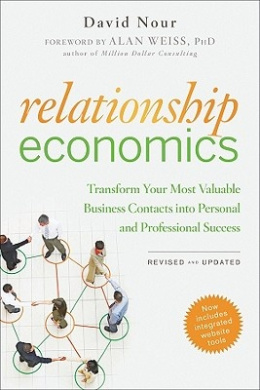 David Nour
FOREWORD BY ALAN WEISS, PHD
author of Million Dollar Consulting
relationship
economics
Transform Your Most Valuable
Business Contacts into Personal
and Professional Success
REVISED AND UPDATED
Now
includes
integrated
website
tools